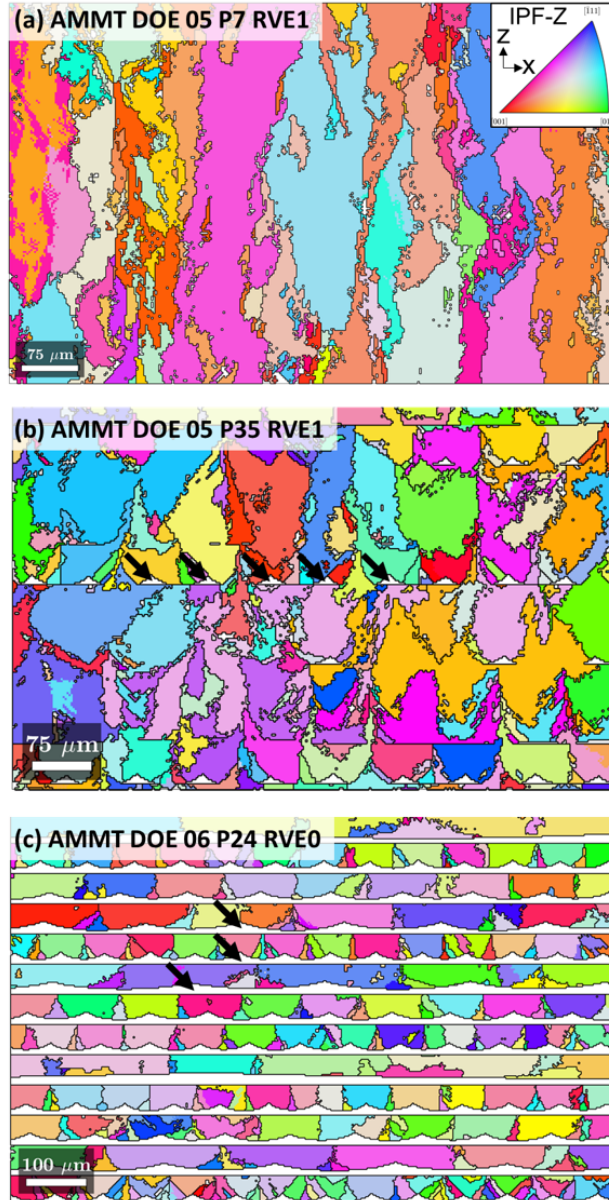 (a) AMMT DOE 05 P7 RVE1
IPF-Z
[111]
Z
X
[001]
[01
75 μm
(b) AMMT DOE 05 P35 RVE1
75 μm
(c) AMMT DOE 06 P24 RVE0
100 μm